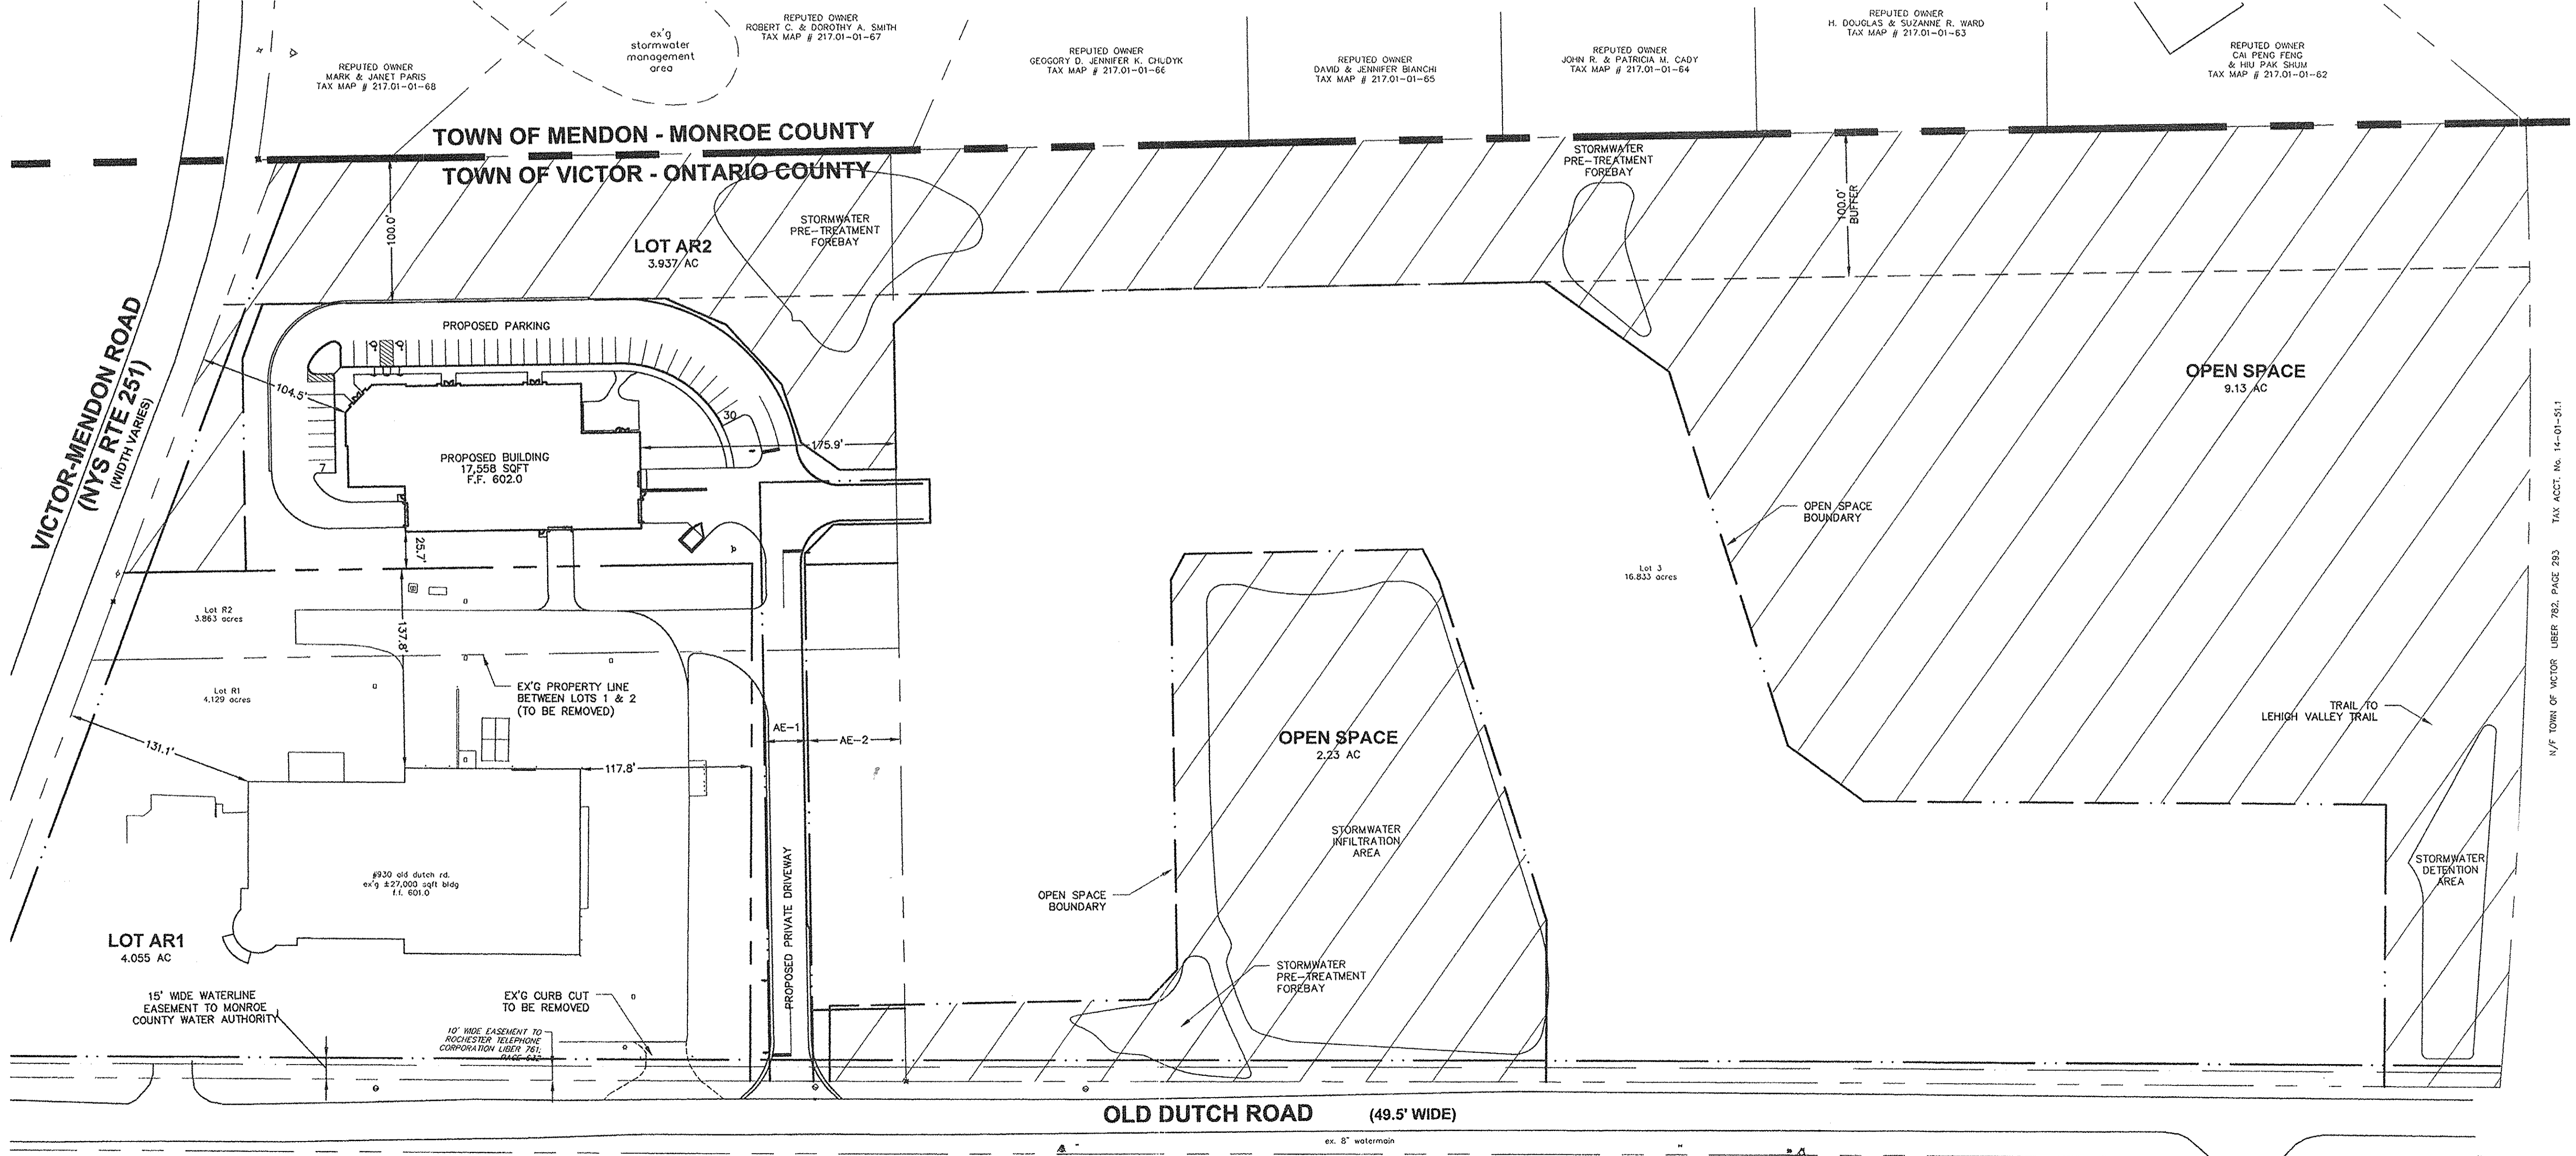 REPUTED OWNER
MARK & JANET PARIS
TAX MAP # 217.01-01-68
ex'g
stormwater
management
area
REPUTED OWNER
ROBERT C. & DOROTHY A. SMITH
TAX MAP # 217.01-01-67
REPUTED OWNER
GEOGORY D. JENNIFER K. CHUDYK
TAX MAP # 217.01-01-66
REPUTED OWNER
DAVID & JENNIFER BIANCHI
TAX MAP # 217.01-01-65
REPUTED OWNER
JOHN R. & PATRICIA M. CADY
TAX MAP # 217.01-01-64
REPUTED OWNER
H. DOUGLAS & SUZANNE R. WARD
TAX MAP # 217.01-01-63
REPUTED OWNER
CAI PENG FENG
& HIU PAK SHUM
TAX MAP # 217.01-01-62
TOWN OF MENDON - MONROE COUNTY
TOWN OF VICTOR - ONTARIO COUNTY
100.0'
LOT AR2
3.937 AC
STORMWATER
PRE-TREATMENT
FOREBAY
STORMWATER
PRE-TREATMENT
FOREBAY
100.0'
BUFFER
VICTOR-MENDON ROAD
(NYS RTE 251)
(WIDTH VARIES)
PROPOSED PARKING
104.5'
30
7
175.9'
PROPOSED BUILDING
17,558 SQFT
F.F. 602.0
25.7'
OPEN SPACE
9.13 AC
OPEN SPACE
BOUNDARY
Lot 3
16.833 acres
N/F TOWN OF VICTOR LIBER 782, PAGE 293 TAX ACCT. No. 14-01-51.1
Lot R2
3.863 acres
137.8'
Lot R1
4.129 acres
EX'G PROPERTY LINE
BETWEEN LOTS 1 & 2
(TO BE REMOVED)
131.1'
117.8'
AE-1
AE-2
OPEN SPACE
2.23 AC
TRAIL TO
LEHIGH VALLEY TRAIL
STORMWATER
INFILTRATION
AREA
STORMWATER
DETENTION
AREA
#930 old dutch rd.
ex'g ±27,000 sqft bldg
f.f. 601.0
PROPOSED PRIVATE DRIVEWAY
OPEN SPACE
BOUNDARY
LOT AR1
4.055 AC
STORMWATER
PRE-TREATMENT
FOREBAY
15' WIDE WATERLINE
EASEMENT TO MONROE
COUNTY WATER AUTHORITY
EX'G CURB CUT
TO BE REMOVED
10' WIDE EASEMENT TO
ROCHESTER TELEPHONE
CORPORATION LIBER 761;
PAGE 632
OLD DUTCH ROAD (49.5' WIDE)
ex. 8" watermain